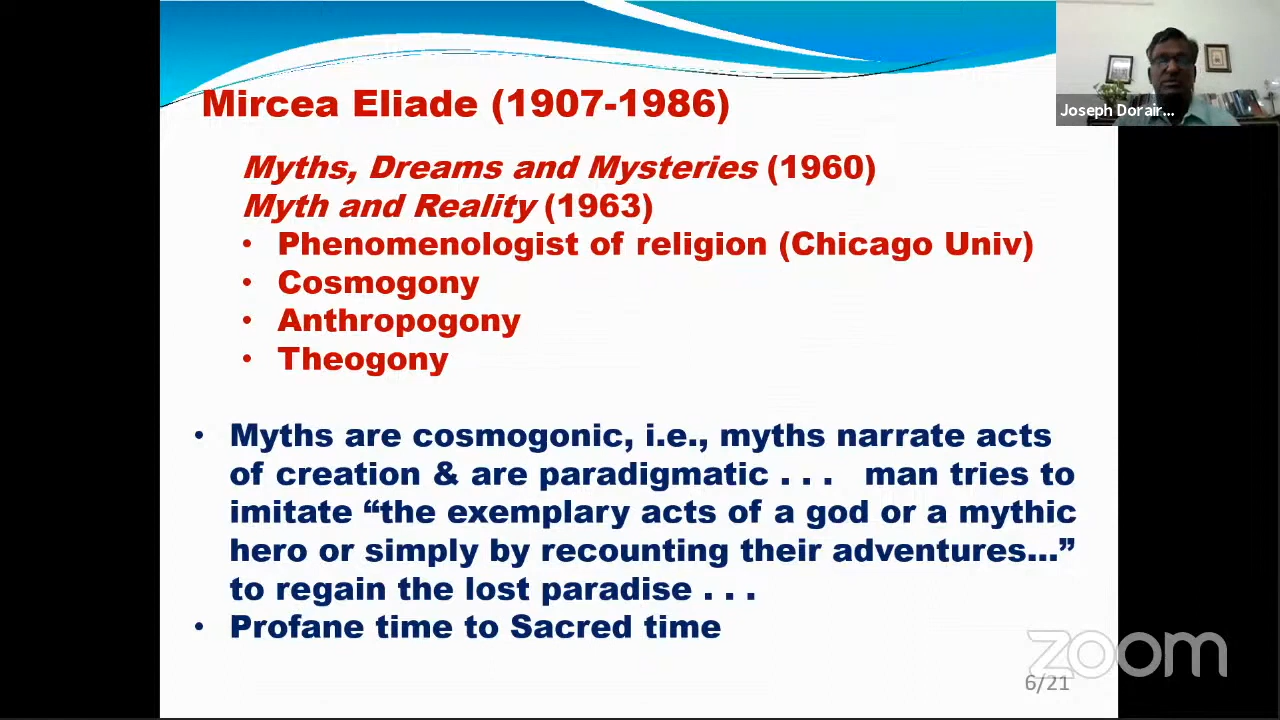 Mircea Eliade (1907-1986)
Joseph Dorair...
Myths, Dreams and Mysteries (1960)
Myth and Reality (1963)
• Phenomenologist of religion (Chicago Univ)
• Cosmogony
• Anthropogony
• Theogony
• Myths are cosmogonic, i.e., myths narrate acts
of creation & are paradigmatic . . . man tries to
imitate “the exemplary acts of a god or a mythic
hero or simply by recounting their adventures...”
to regain the lost paradise . . .
• Profane time to Sacred time
zoom
6/21